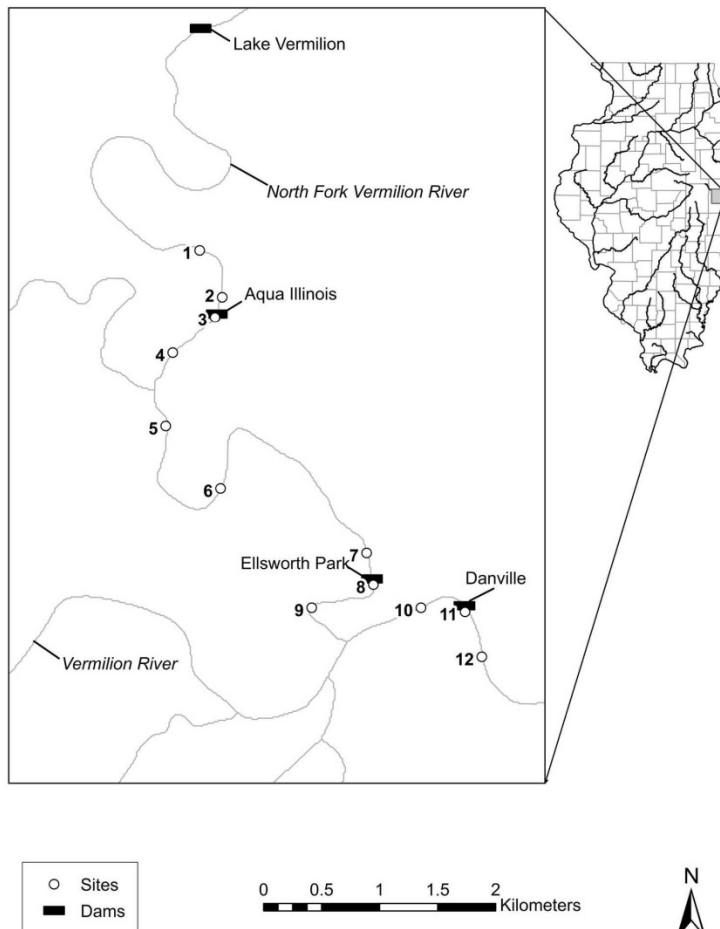 Lake Vermilion
North Fork Vermilion River
1
2
Aqua Illinois
3
4
5
6
7
Ellsworth Park
8
Danville
9
10
11
12
Vermilion River
Sites
Dams
0 0.5 1 1.5 2
Kilometers
N